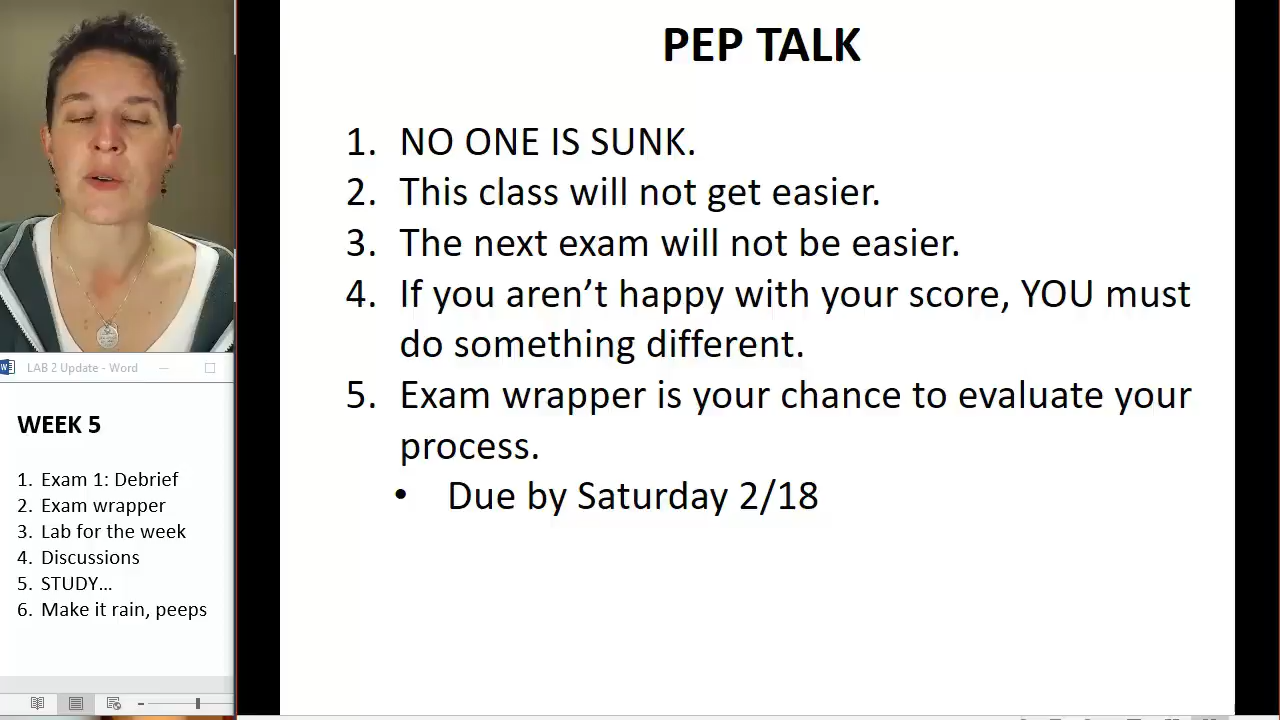 PEP TALK
1. NO ONE IS SUNK.
2. This class will not get easier.
3. The next exam will not be easier.
4. If you aren’t happy with your score, YOU must
do something different.
5. Exam wrapper is your chance to evaluate your
process.
• Due by Saturday 2/18
LAB 2 Update - Word
WEEK 5
1. Exam 1: Debrief
2. Exam wrapper
3. Lab for the week
4. Discussions
5. STUDY...
6. Make it rain, peeps